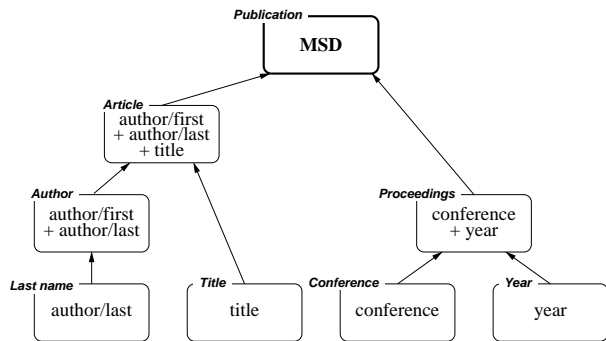 Publication
MSD
Article
author/first
+ author/last
+ title
Author
author/first
+ author/last
Proceedings
conference
+ year
Last name
author/last
Title
title
Conference
conference
Year
year